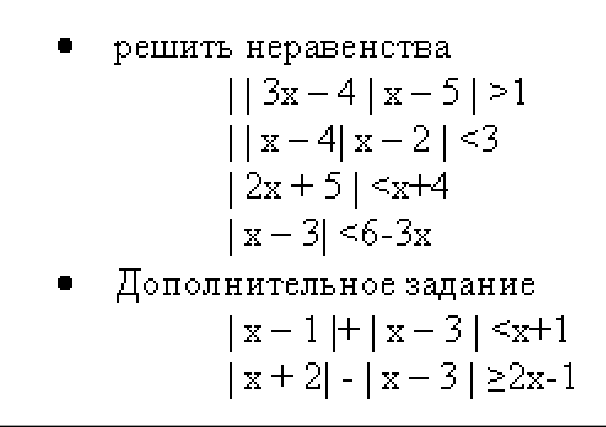 • решить неравенства
| | 3x – 4 | x – 5 | >1
| | x – 4| x – 2 | <3
| 2x + 5 | <x+4
| x – 3| <6-3x
• Дополнительное задание
| x – 1 |+ | x – 3 | <x+1
| x + 2| - | x – 3 | ≥2x-1